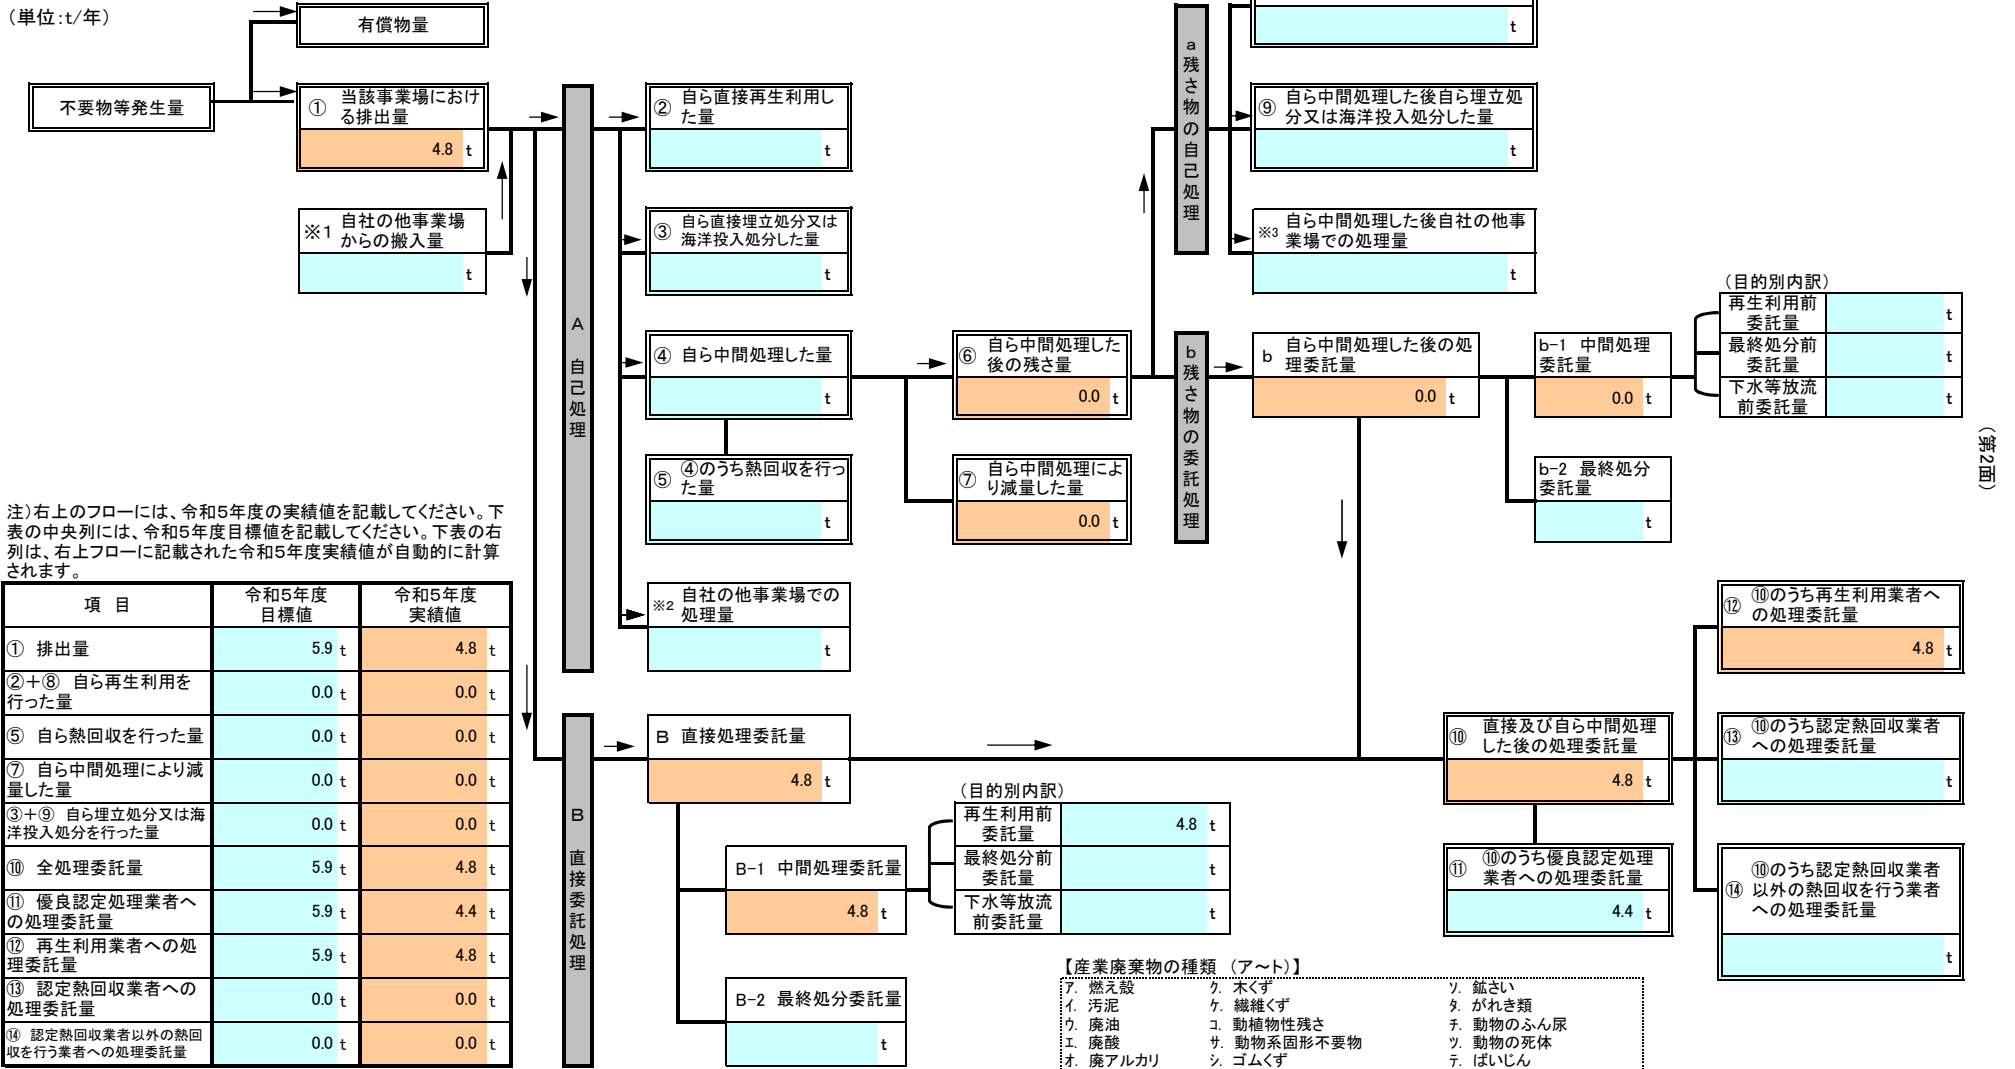 （単位：t/年）
有償物量
不要物等発生量
① 当該事業場におけ
る排出量
4.8 t
※1 自社の他事業場
からの搬入量
t
A 自己処理
② 自ら直接再生利用し
た量
t
③ 自ら直接埋立処分又は
海洋投入処分した量
t
④ 自ら中間処理した量
t
⑤ ④のうち熱回収を行っ
た量
t
※2 自社の他事業場での
処理量
t
⑥ 自ら中間処理した
後の残さ量
0.0 t
⑦ 自ら中間処理によ
り減量した量
0.0 t
a 残さ物の自己処理
t
⑨ 自ら中間処理した後自ら埋立処
分又は海洋投入処分した量
t
※3 自ら中間処理した後自社の他事
業場での処理量
t
b 残さ物の委託処理
b 自ら中間処理した後の処
理委託量
0.0 t
b-1 中間処理
委託量
0.0 t
b-2 最終処分
委託量
t
（目的別内訳）
再生利用前
委託量
t
最終処分前
委託量
t
下水等放流
前委託量
t
（第2面）
注）右上のフローには、令和5年度の実績値を記載してください。下
表の中央列には、令和5年度目標値を記載してください。下表の右
列は、右上フローに記載された令和5年度実績値が自動的に計算
されます。
項 目 令和5年度 目標値 令和5年度 実績値
① 排出量 5.9 t 4.8 t
②＋⑧ 自ら再生利用を
行った量 0.0 t 0.0 t
⑤ 自ら熱回収を行った量 0.0 t 0.0 t
⑦ 自ら中間処理により減
量した量 0.0 t 0.0 t
③＋⑨ 自ら埋立処分又は海
洋投入処分を行った量 0.0 t 0.0 t
⑩ 全処理委託量 5.9 t 4.8 t
⑪ 優良認定処理業者へ
の処理委託量 5.9 t 4.4 t
⑫ 再生利用業者への処
理委託量 5.9 t 4.8 t
⑬ 認定熱回収業者への
処理委託量 0.0 t 0.0 t
⑭ 認定熱回収業者以外の熱回
収を行う業者への処理委託量 0.0 t 0.0 t
B 直接委託処理
B 直接処理委託量
4.8 t
B-1 中間処理委託量
4.8 t
B-2 最終処分委託量
t
（目的別内訳）
再生利用前
委託量
4.8 t
最終処分前
委託量
t
下水等放流
前委託量
t
⑩ 直接及び自ら中間処理
した後の処理委託量
4.8 t
⑪ ⑩のうち優良認定処理
業者への処理委託量
4.4 t
⑫ ⑩のうち再生利用業者へ
の処理委託量
4.8 t
⑬ ⑩のうち認定熱回収業者
への処理委託量
t
⑭ ⑩のうち認定熱回収業者
以外の熱回収を行う業者
への処理委託量
t
【産業廃棄物の種類 （ア～ト）】
ア. 燃え殻 ク. 木くず ソ. 鉱さい
イ. 汚泥 ケ. 繊維くず タ. がれき類
ウ. 廃油 コ. 動植物性残さ チ. 動物のふん尿
エ. 廃酸 サ. 動物系固形不要物 ツ. 動物の死体
オ. 廃アルカリ シ. ゴムくず テ. ばいじん